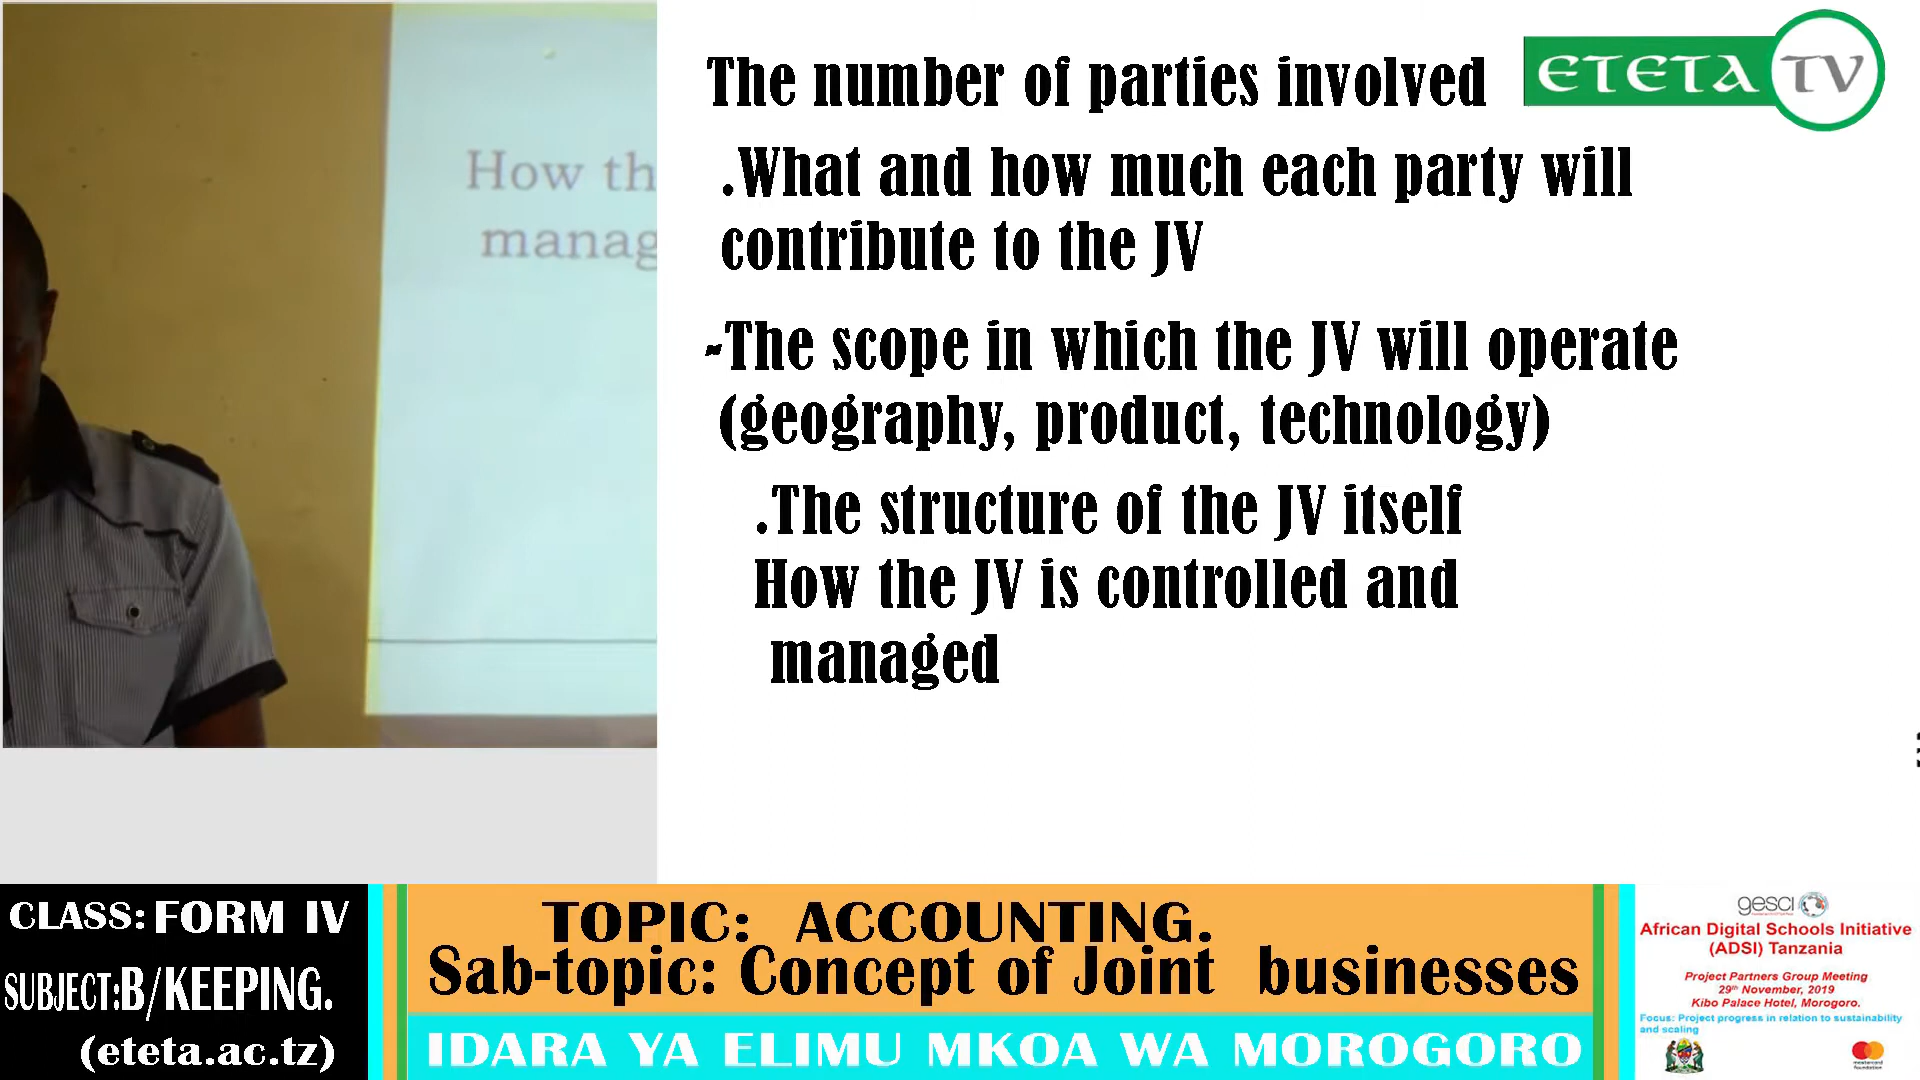 How th
manag
The number of parties involved
.What and how much each party will
contribute to the JV
-The scope in which the JV will operate
(geography, product, technology)
.The structure of the JV itself
How the JV is controlled and
managed
ETETA TV
CLASS: FORM IV
SUBJECT:B/KEEPING.
(eteta.ac.tz)
TOPIC: ACCOUNTING.
Sab-topic: Concept of Joint businesses
IDARA YA ELIMU MKOA WA MOROGORO
gesci
African Digital Schools Initiative
(ADSI) Tanzania
Project Partners Group Meeting
29th November, 2019
Kibo Palace Hotel, Morogoro.
Focus: Project progress in relation to sustainability
and scaling
mastercard
foundation